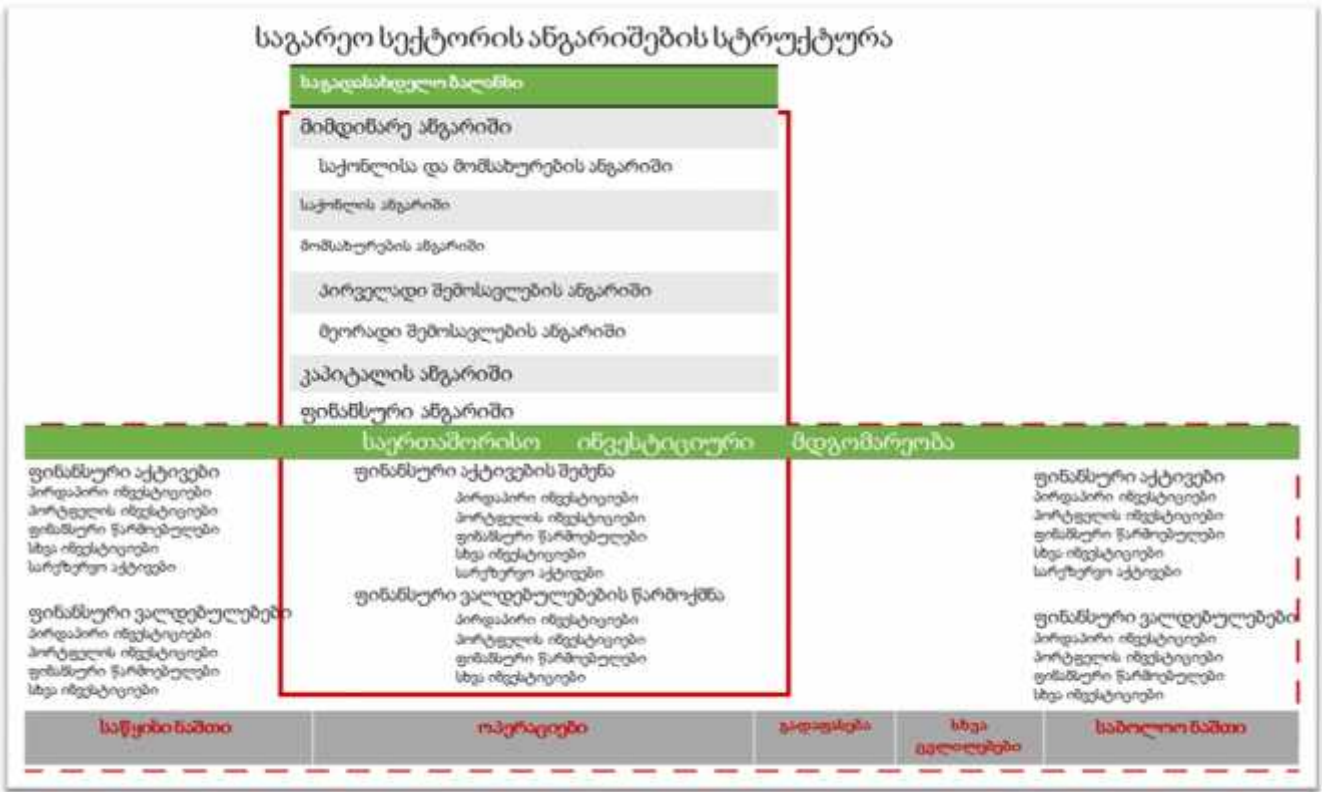 საგარეო სექტორის ანგარიშების სტრუქტურა
საგადასახდელო ბალანსი
მიმდინარე ანგარიში
საქონლისა და მომსახურების ანგარიში
საქონლის ანგარიში
მომსახურების ანგარიში
პირველადი შემოსავლების ანგარიში
მეორადი შემოსავლების ანგარიში
კაპიტალის ანგარიში
ფინანსური ანგარიში
საერთაშორისო ინვესტიციური მდგომარეობა
ფინანსური აქტივები
პირდაპირი ინვესტიციები
პორტფელის ინვესტიციები
ფინანსური წარმოებულები
სხვა ინვესტიციები
სარეზერვო აქტივები
ფინანსური ვალდებულებები
პირდაპირი ინვესტიციები
პორტფელის ინვესტიციები
ფინანსური წარმოებულები
სხვა ინვესტიციები
ფინანსური აქტივების შეძენა
პირდაპირი ინვესტიციები
პორტფელის ინვესტიციები
ფინანსური წარმოებულები
სხვა ინვესტიციები
სარეზერვო აქტივები
ფინანსური ვალდებულებების წარმოქმნა
პირდაპირი ინვესტიციები
პორტფელის ინვესტიციები
ფინანსური წარმოებულები
სხვა ინვესტიციები
ფინანსური აქტივები
პირდაპირი ინვესტიციები
პორტფელის ინვესტიციები
ფინანსური წარმოებულები
სხვა ინვესტიციები
სარეზერვო აქტივები
ფინანსური ვალდებულებები
პირდაპირი ინვესტიციები
პორტფელის ინვესტიციები
ფინანსური წარმოებულები
სხვა ინვესტიციები
საწყისი ნაშთი
ოპერაციები
გადაფასება
სხვა
ცვლილებები
საბოლოო ნაშთი